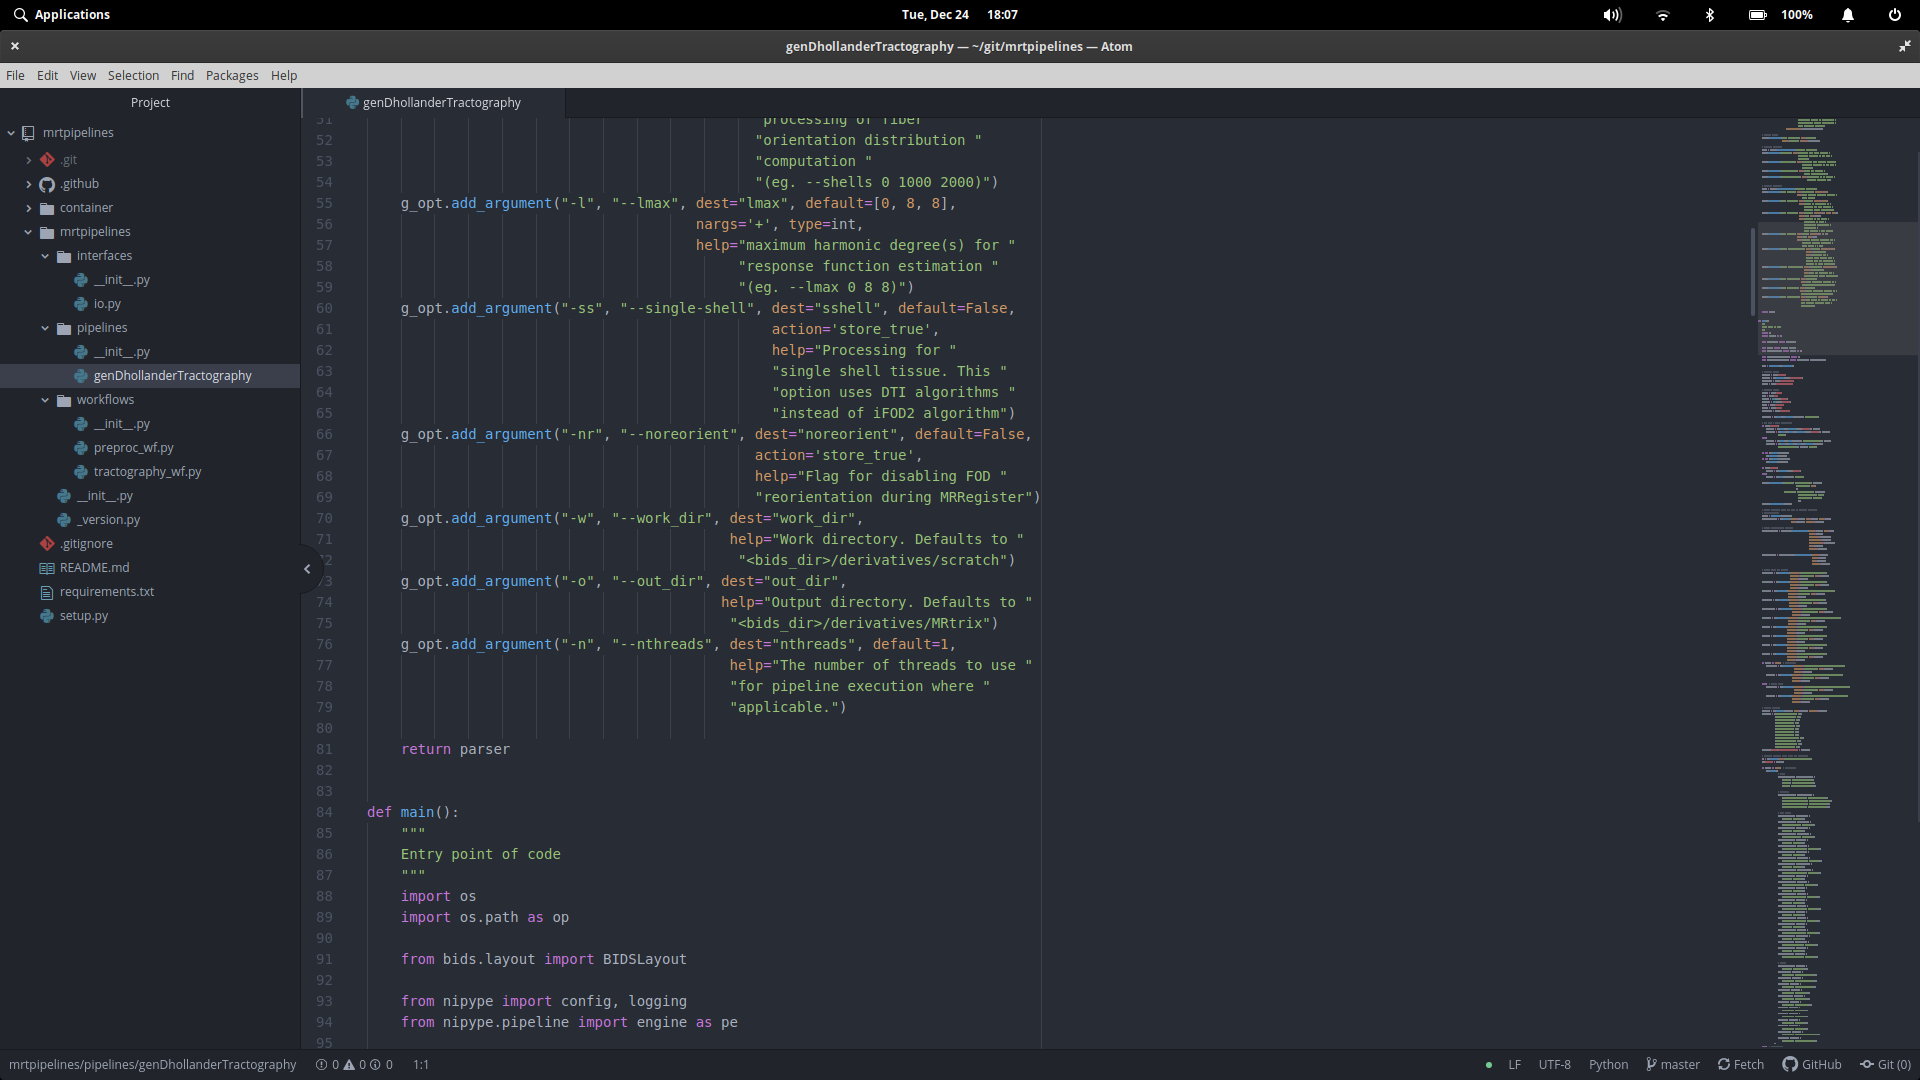 Applications
Tue, Dec 24 18:07
100%
genDhollanderTractography — ~/git/mrtpipelines — Atom
File Edit View Selection Find Packages Help
Project
mrtpipelines
.git
.github
container
mrtpipelines
interfaces
__init__.py
io.py
pipelines
__init__.py
genDhollanderTractography
workflows
__init__.py
preproc_wf.py
tractography_wf.py
__init__.py
_version.py
.gitignore
README.md
requirements.txt
setup.py
genDhollanderTractography
51 "processing of fiber "
52 "orientation distribution "
53 "computation "
54 "(eg. --shells 0 1000 2000)")
55 g_opt.add_argument("-l", "--lmax", dest="lmax", default=[0, 8, 8],
56 nargs='+', type=int,
57 help="maximum harmonic degree(s) for "
58 "response function estimation "
59 "(eg. --lmax 0 8 8)")
60 g_opt.add_argument("-ss", "--single-shell", dest="sshell", default=False,
61 action='store_true',
62 help="Processing for "
63 "single shell tissue. This "
64 "option uses DTI algorithms "
65 "instead of iFOD2 algorithm")
66 g_opt.add_argument("-nr", "--noreorient", dest="noreorient", default=False,
67 action='store_true',
68 help="Flag for disabling FOD "
69 "reorientation during MRRegister")
70 g_opt.add_argument("-w", "--work_dir", dest="work_dir",
71 help="Work directory. Defaults to "
72 "<bids_dir>/derivatives/scratch")
73 g_opt.add_argument("-o", "--out_dir", dest="out_dir",
74 help="Output directory. Defaults to "
75 "<bids_dir>/derivatives/MRtrix")
76 g_opt.add_argument("-n", "--nthreads", dest="nthreads", default=1,
77 help="The number of threads to use "
78 "for pipeline execution where "
79 "applicable.")
80
81 return parser
82
83
84 def main():
85 """
86 Entry point of code
87 """
88 import os
89 import os.path as op
90
91 from bids.layout import BIDSLayout
92
93 from nipype import config, logging
94 from nipype.pipeline import engine as pe
95
mrtpipelines/pipelines/genDhollanderTractography 0 0 0 1:1 LF UTF-8 Python master Fetch GitHub Git (0)